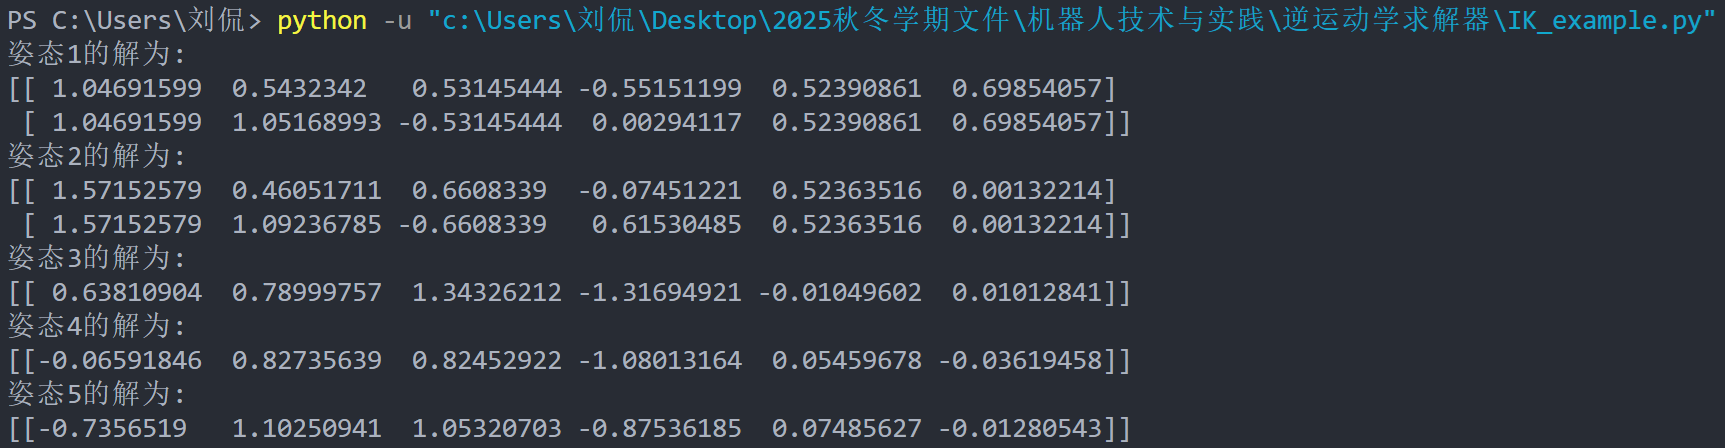 PS C:\Users\刘侃> python -u "c:\Users\刘侃\Desktop\2025秋冬学期文件\机器人技术与实践\逆运动学求解器\IK_example.py"
姿态1的解为:
[[ 1.04691599  0.5432342   0.53145444 -0.55151199  0.52390861  0.69854057]
 [ 1.04691599  1.05168993 -0.53145444  0.00294117  0.52390861  0.69854057]]
姿态2的解为:
[[ 1.57152579  0.46051711  0.6608339  -0.07451221  0.52363516  0.00132214]
 [ 1.57152579  1.09236785 -0.6608339   0.61530485  0.52363516  0.00132214]]
姿态3的解为:
[[ 0.63810904  0.78999757  1.34326212 -1.31694921 -0.01049602  0.01012841]]
姿态4的解为:
[[-0.06591846  0.82735639  0.82452922 -1.08013164  0.05459678 -0.03619458]]
姿态5的解为:
[[-0.7356519   1.10250941  1.05320703 -0.87536185  0.07485627 -0.01280543]]